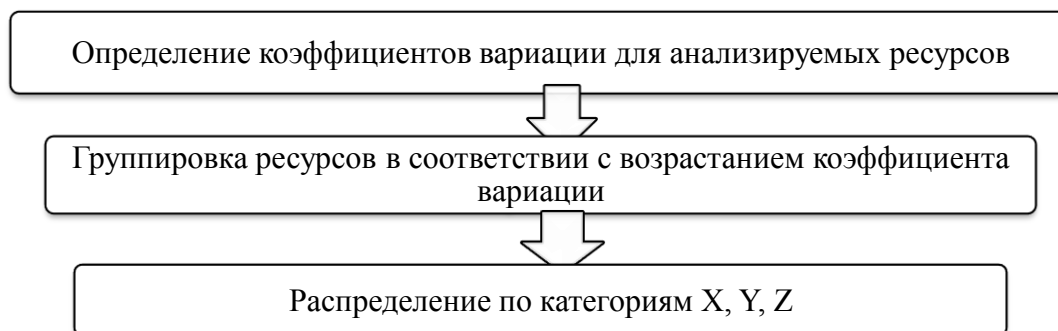 Определение коэффициентов вариации для анализируемых ресурсов
Группировка ресурсов в соответствии с возрастанием коэффициента
вариации
Распределение по категориям X, Y, Z